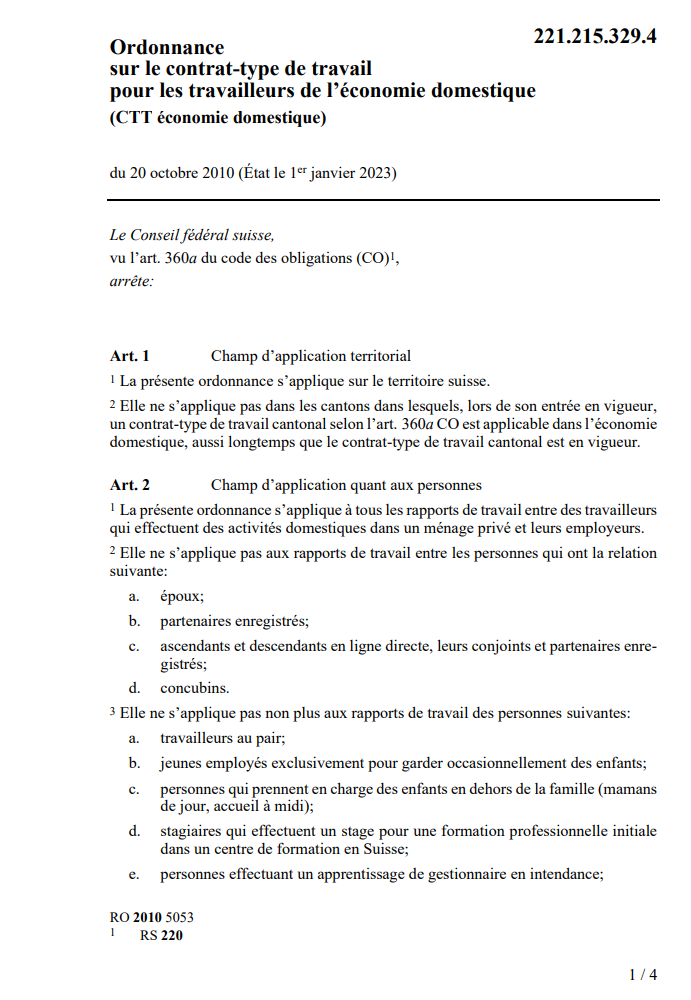 221.215.329.4
Ordonnance
sur le contrat-type de travail
pour les travailleurs de l’économie domestique
(CTT économie domestique)
du 20 octobre 2010 (État le 1er janvier 2023)
Le Conseil fédéral suisse,
vu l’art. 360a du code des obligations (CO)1,
arrête:
Art. 1 Champ d’application territorial
1 La présente ordonnance s’applique sur le territoire suisse.
2 Elle ne s’applique pas dans les cantons dans lesquels, lors de son entrée en vigueur,
un contrat-type de travail cantonal selon l’art. 360a CO est applicable dans l’économie
domestique, aussi longtemps que le contrat-type de travail cantonal est en vigueur.
Art. 2 Champ d’application quant aux personnes
1 La présente ordonnance s’applique à tous les rapports de travail entre des travailleurs
qui effectuent des activités domestiques dans un ménage privé et leurs employeurs.
2 Elle ne s’applique pas aux rapports de travail entre les personnes qui ont la relation
suivante:
a. époux;
b. partenaires enregistrés;
c. ascendants et descendants en ligne directe, leurs conjoints et partenaires enre-
gistrés;
d. concubins.
3 Elle ne s’applique pas non plus aux rapports de travail des personnes suivantes:
a. travailleurs au pair;
b. jeunes employés exclusivement pour garder occasionnellement des enfants;
c. personnes qui prennent en charge des enfants en dehors de la famille (mamans
de jour, accueil à midi);
d. stagiaires qui effectuent un stage pour une formation professionnelle initiale
dans un centre de formation en Suisse;
e. personnes effectuant un apprentissage de gestionnaire en intendance;
RO 2010 5053
1 RS 220
1 / 4